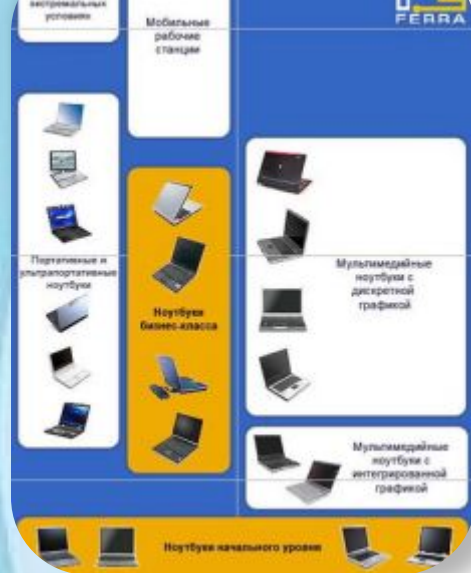 экстремальных
условиях
Мобильные
рабочие
станции
FERRA
Портативные и
ультрапортативные
ноутбуки
Ноутбуки
бизнес-класса
Мультимедийные
ноутбуки с
дискретной
графикой
Мультимедийные
ноутбуки с
интегрированной
графикой
Ноутбуки начального уровня